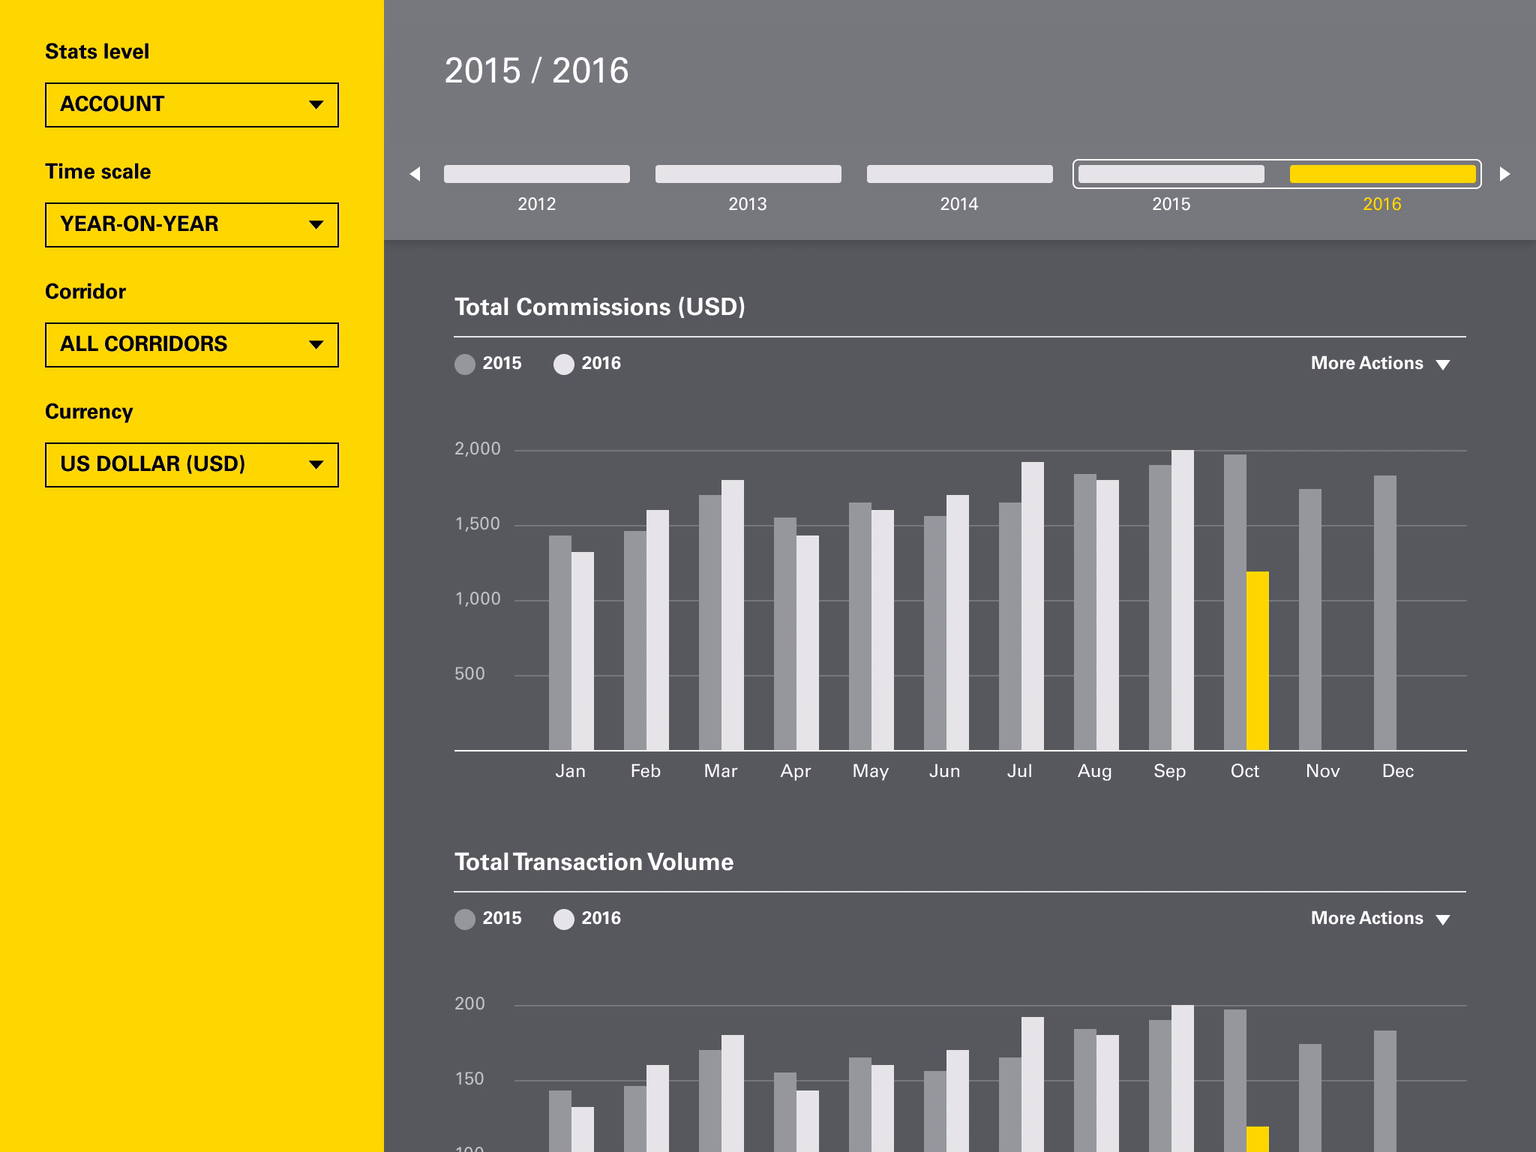 Stats level
ACCOUNT
Time scale
YEAR-ON-YEAR
Corridor
ALL CORRIDORS
Currency
US DOLLAR (USD)
2015 / 2016
2012
2013
2014
2015
2016
Total Commissions (USD)
2015 2016 More Actions
2,000
1,500
1,000
500
Jan Feb Mar Apr May Jun Jul Aug Sep Oct Nov Dec
Total Transaction Volume
2015 2016 More Actions
200
150
100